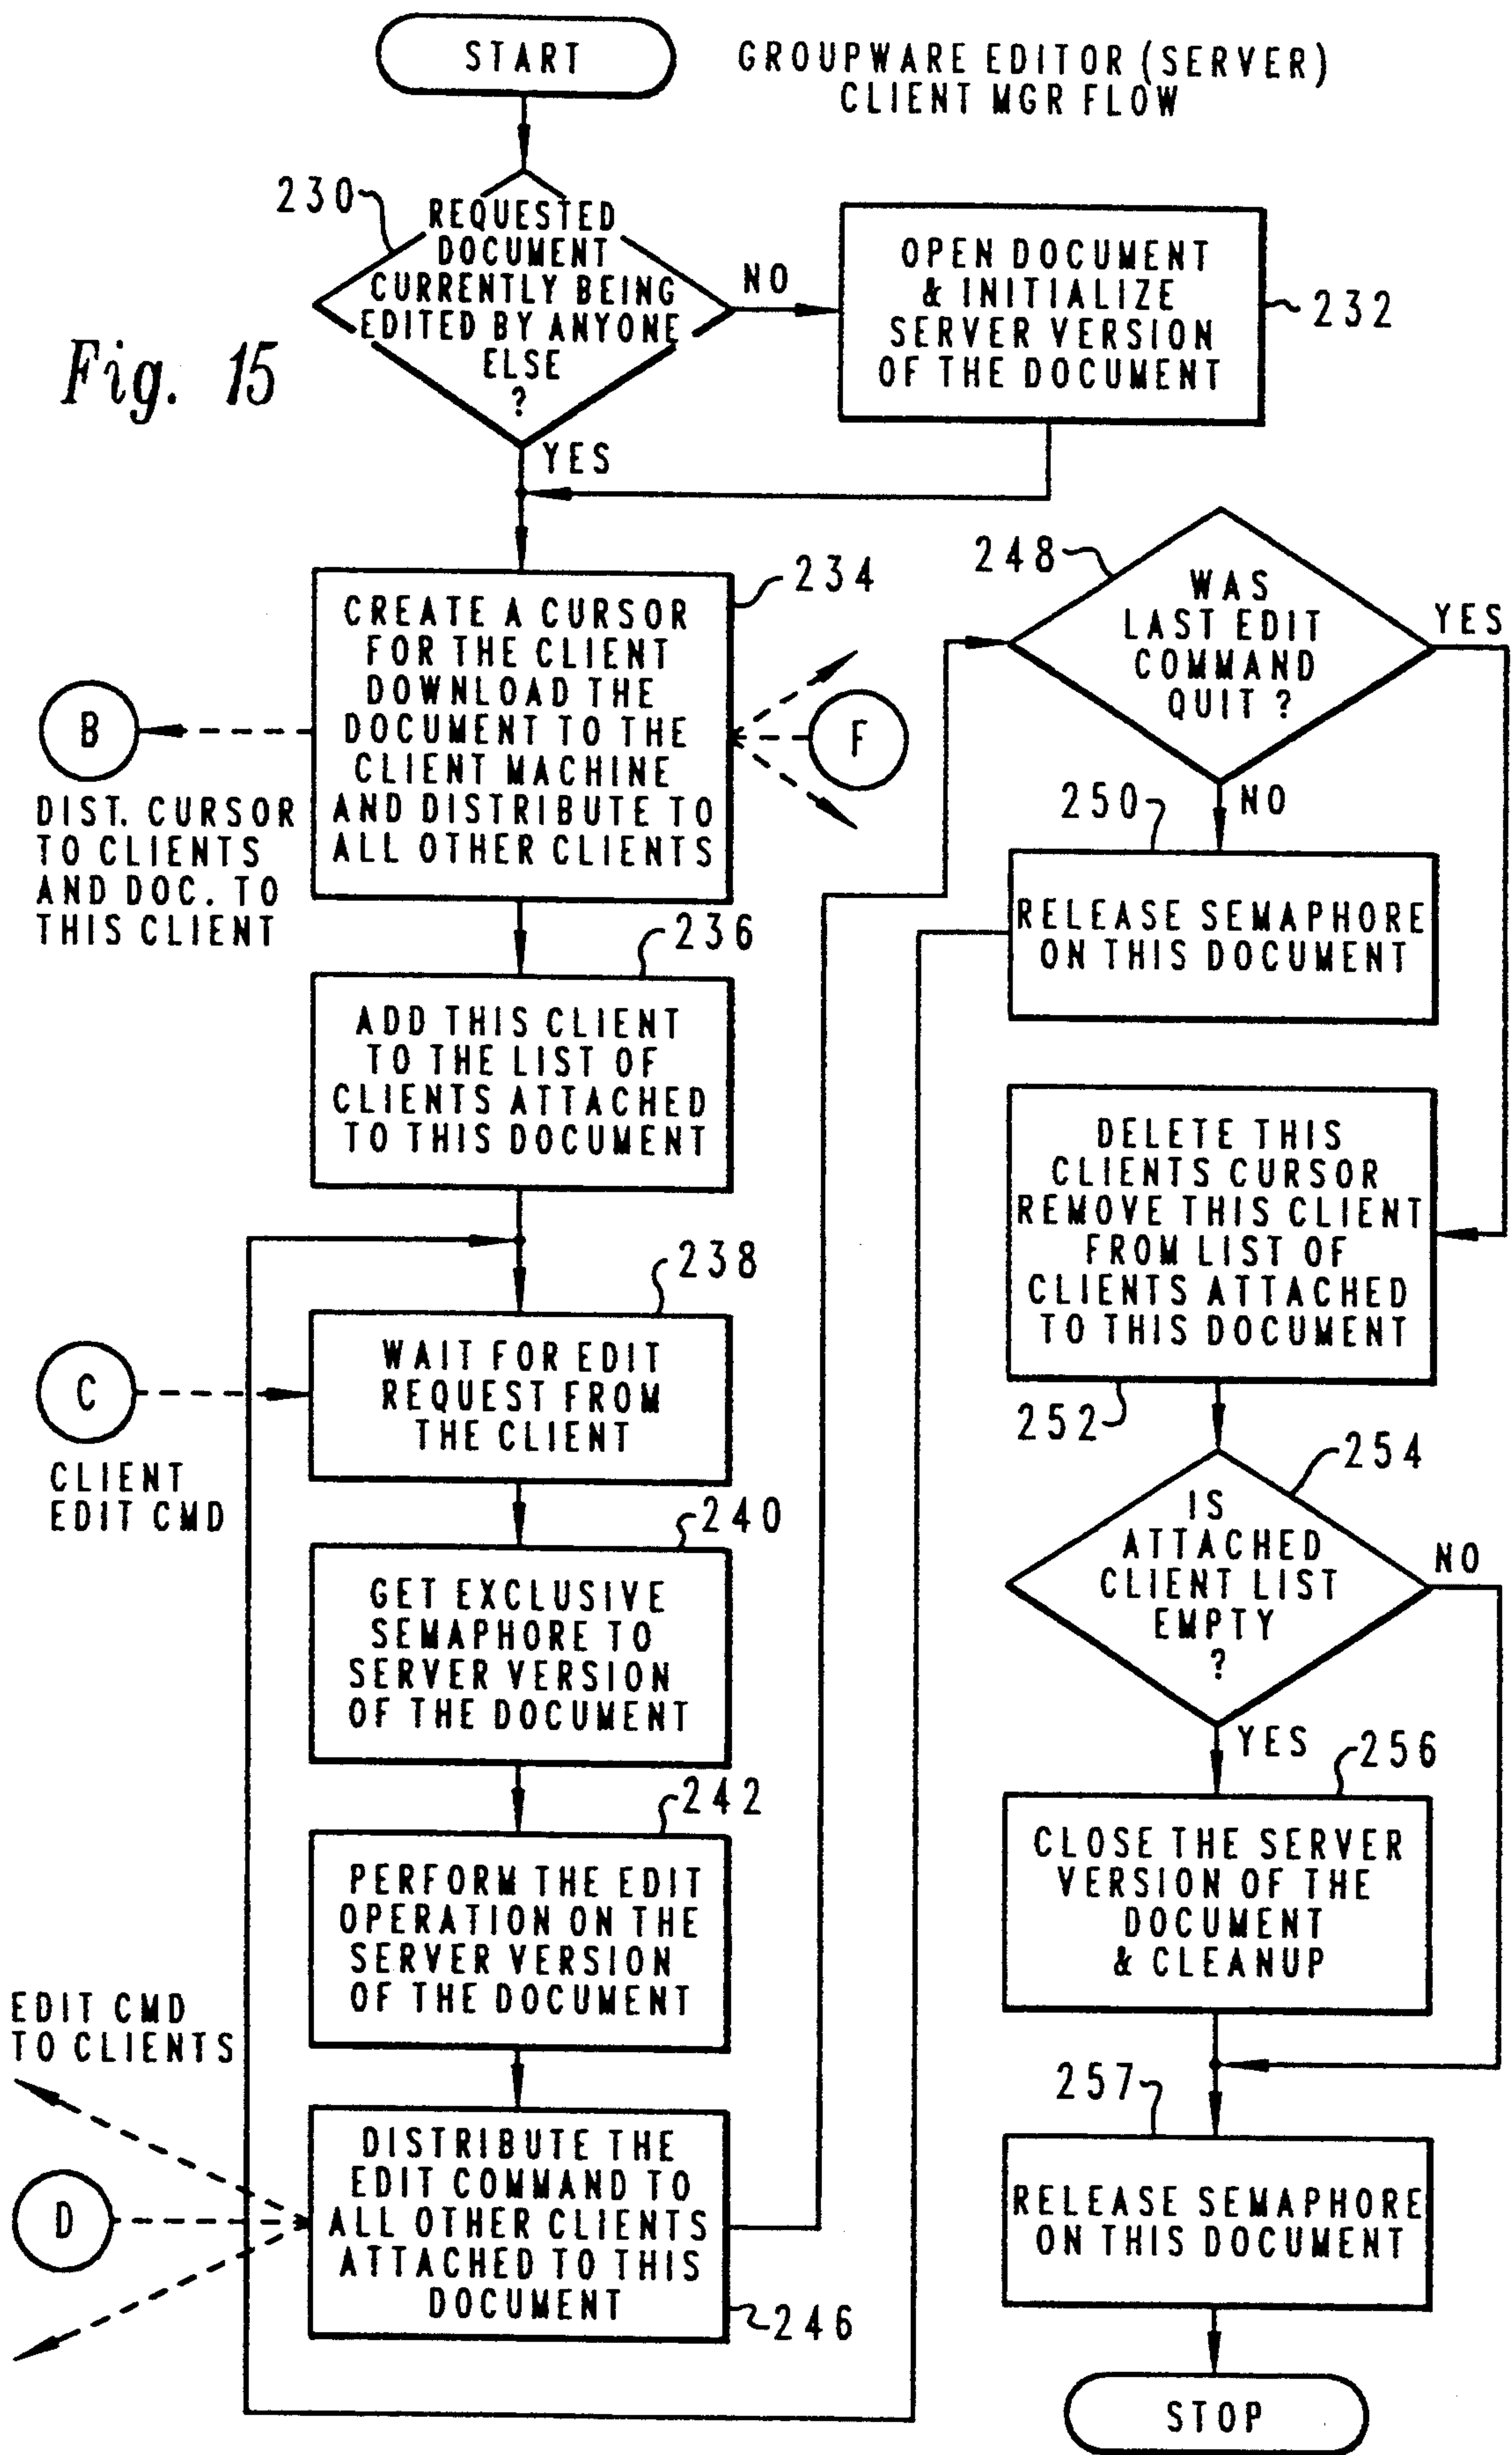 START
GROUPWARE EDITOR (SERVER)
CLIENT MGR FLOW
230
REQUESTED
DOCUMENT
CURRENTLY BEING
EDITED BY ANYONE
ELSE
?
NO
OPEN DOCUMENT
& INITIALIZE
SERVER VERSION
OF THE DOCUMENT
232
Fig. 15
YES
234
CREATE A CURSOR
FOR THE CLIENT
DOWNLOAD THE
DOCUMENT TO THE
CLIENT MACHINE
AND DISTRIBUTE TO
ALL OTHER CLIENTS
B
DIST. CURSOR
TO CLIENTS
AND DOC. TO
THIS CLIENT
F
236
ADD THIS CLIENT
TO THE LIST OF
CLIENTS ATTACHED
TO THIS DOCUMENT
238
WAIT FOR EDIT
REQUEST FROM
THE CLIENT
C
CLIENT
EDIT CMD
240
GET EXCLUSIVE
SEMAPHORE TO
SERVER VERSION
OF THE DOCUMENT
242
PERFORM THE EDIT
OPERATION ON THE
SERVER VERSION
OF THE DOCUMENT
EDIT CMD
TO CLIENTS
D
DISTRIBUTE THE
EDIT COMMAND TO
ALL OTHER CLIENTS
ATTACHED TO THIS
DOCUMENT
246
248
WAS
LAST EDIT
COMMAND
QUIT ?
YES
NO
250
RELEASE SEMAPHORE
ON THIS DOCUMENT
DELETE THIS
CLIENTS CURSOR
REMOVE THIS CLIENT
FROM LIST OF
CLIENTS ATTACHED
TO THIS DOCUMENT
252
254
IS
ATTACHED
CLIENT LIST
EMPTY
?
NO
YES
256
CLOSE THE SERVER
VERSION OF THE
DOCUMENT
& CLEANUP
257
RELEASE SEMAPHORE
ON THIS DOCUMENT
STOP